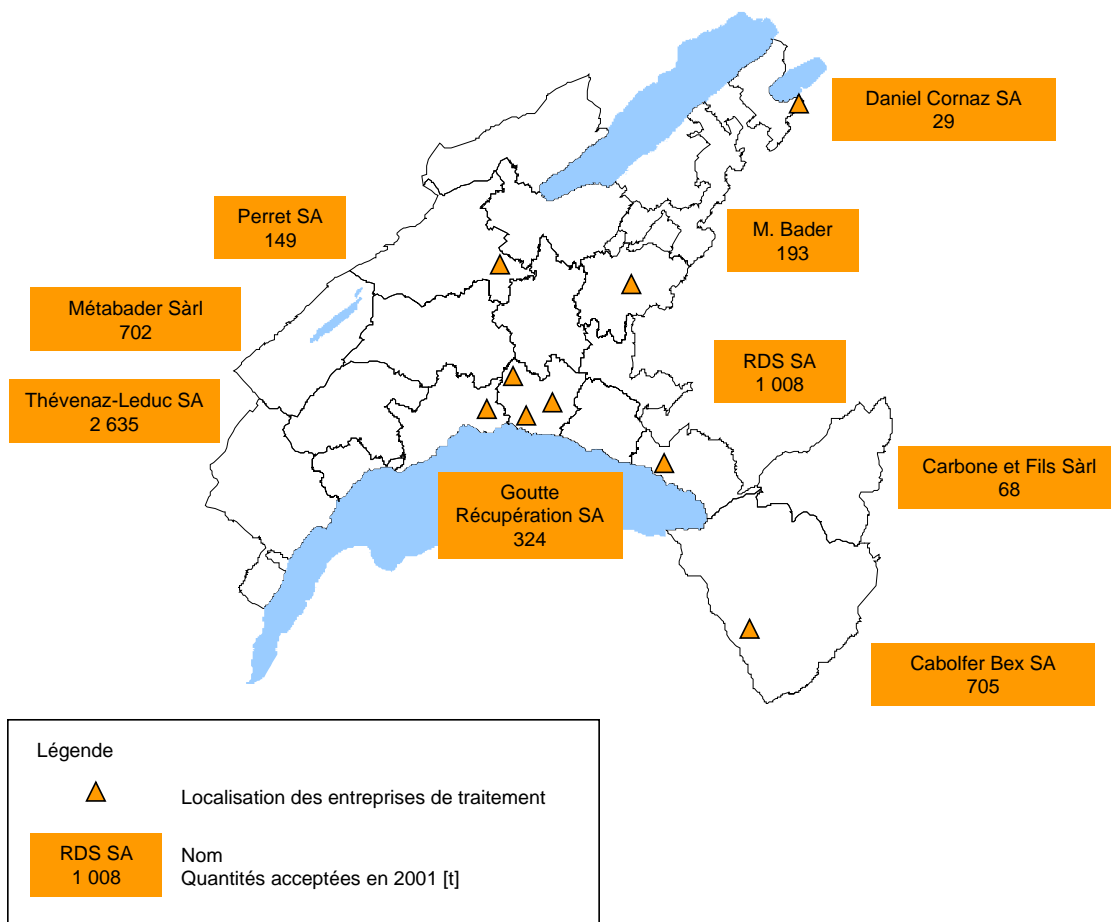 Daniel Cornaz SA
29
Perret SA
149
M. Bader
193
Métabader Sàrl
702
RDS SA
1 008
Thévenaz-Leduc SA
2 635
Carbone et Fils Sàrl
68
Goutte
Récupération SA
324
Cabolfer Bex SA
705
Légende
Localisation des entreprises de traitement
RDS SA
1 008
Nom
Quantités acceptées en 2001 [t]